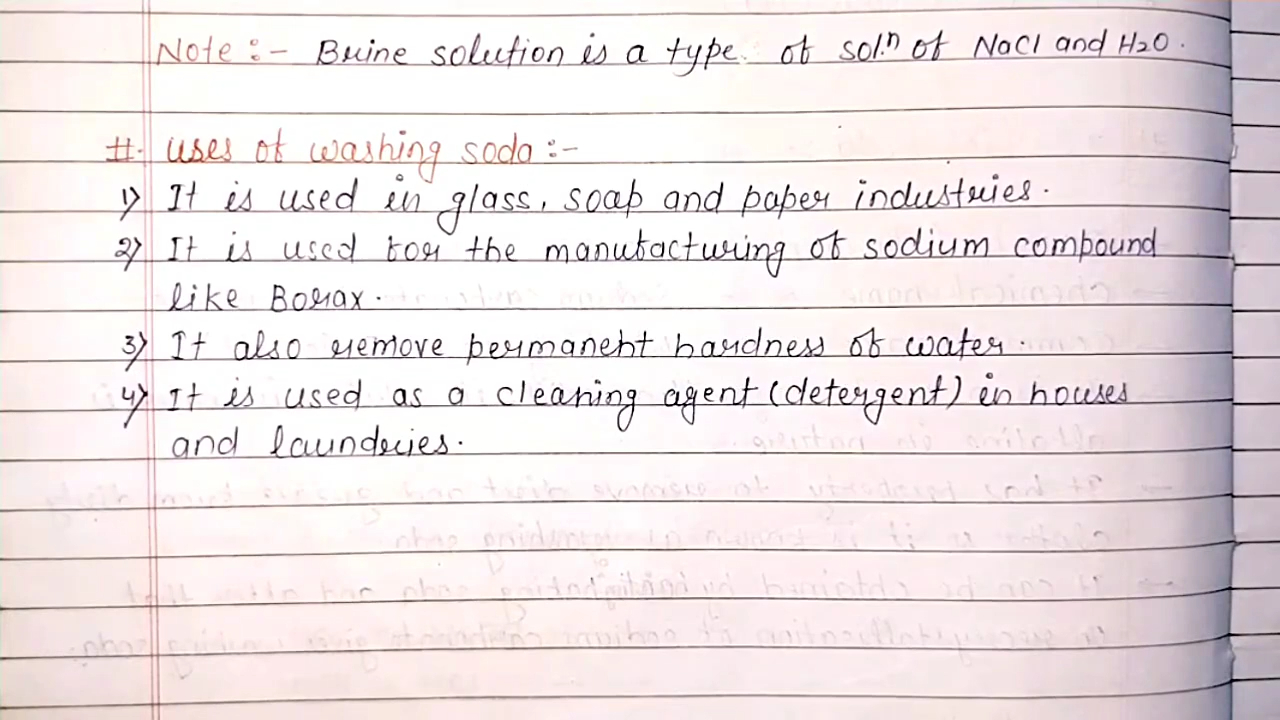 Note :- Brine solution is a type. of sol.n of NaCl and H2O.
#. uses of washing soda :-
1) It is used in glass, soap and paper industries.
2) It is used for the manufacturing of sodium compound
like Borax.
3) It also remove permanent hardness of water.
4) It is used as a cleaning agent (detergent) in houses
and laundries.